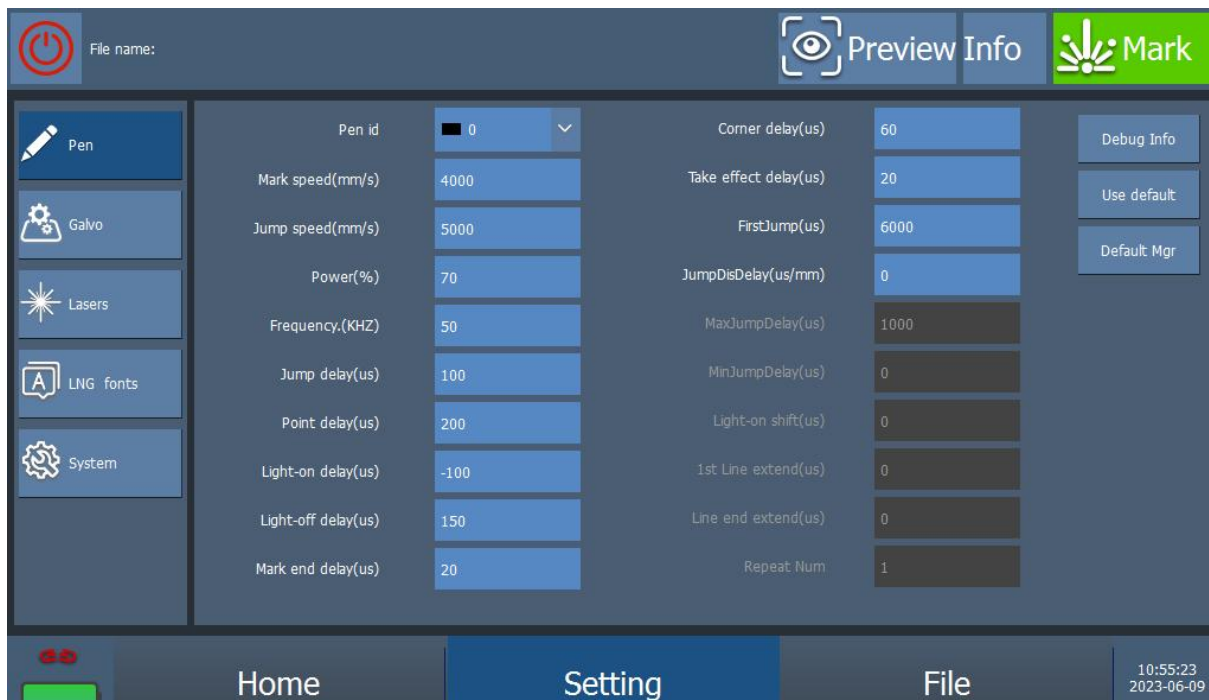 File name:
Preview
Info
Mark
Pen
Galvo
Lasers
A
LNG fonts
System
Pen id
0
Mark speed(mm/s)
4000
Jump speed(mm/s)
5000
Power(%)
70
Frequency.(KHZ)
50
Jump delay(us)
100
Point delay(us)
200
Light-on delay(us)
-100
Light-off delay(us)
150
Mark end delay(us)
20
Corner delay(us)
60
Take effect delay(us)
20
FirstJump(us)
6000
JumpDisDelay(us/mm)
0
MaxJumpDelay(us)
1000
MinJumpDelay(us)
0
Light-on shift(us)
0
1st Line extend(us)
0
Line end extend(us)
0
Repeat Num
1
Debug Info
Use default
Default Mgr
Home
Setting
File
10:55:23
2023-06-09